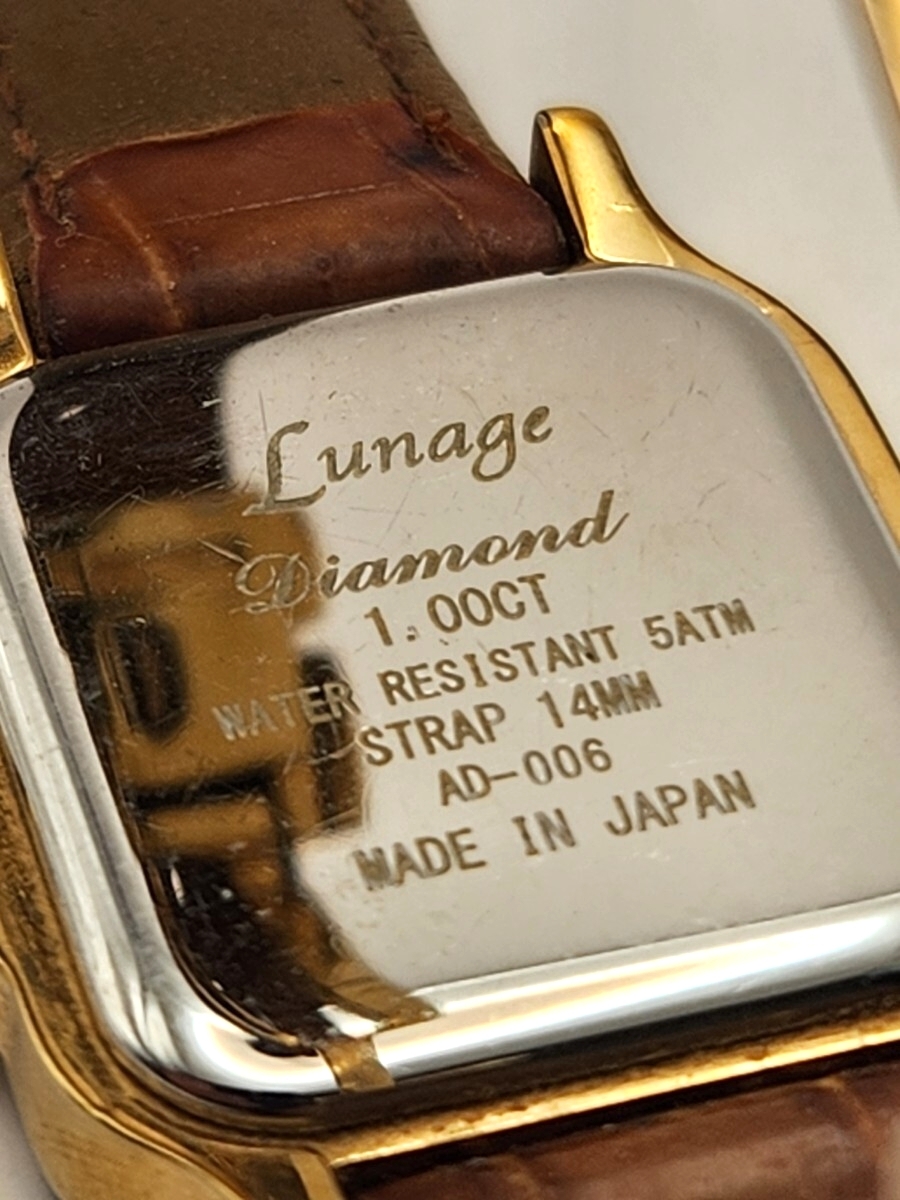 Lunage
Diamond
1.00CT
WATER RESISTANT 5ATM
STRAP 14MM
AD-006
MADE IN JAPAN